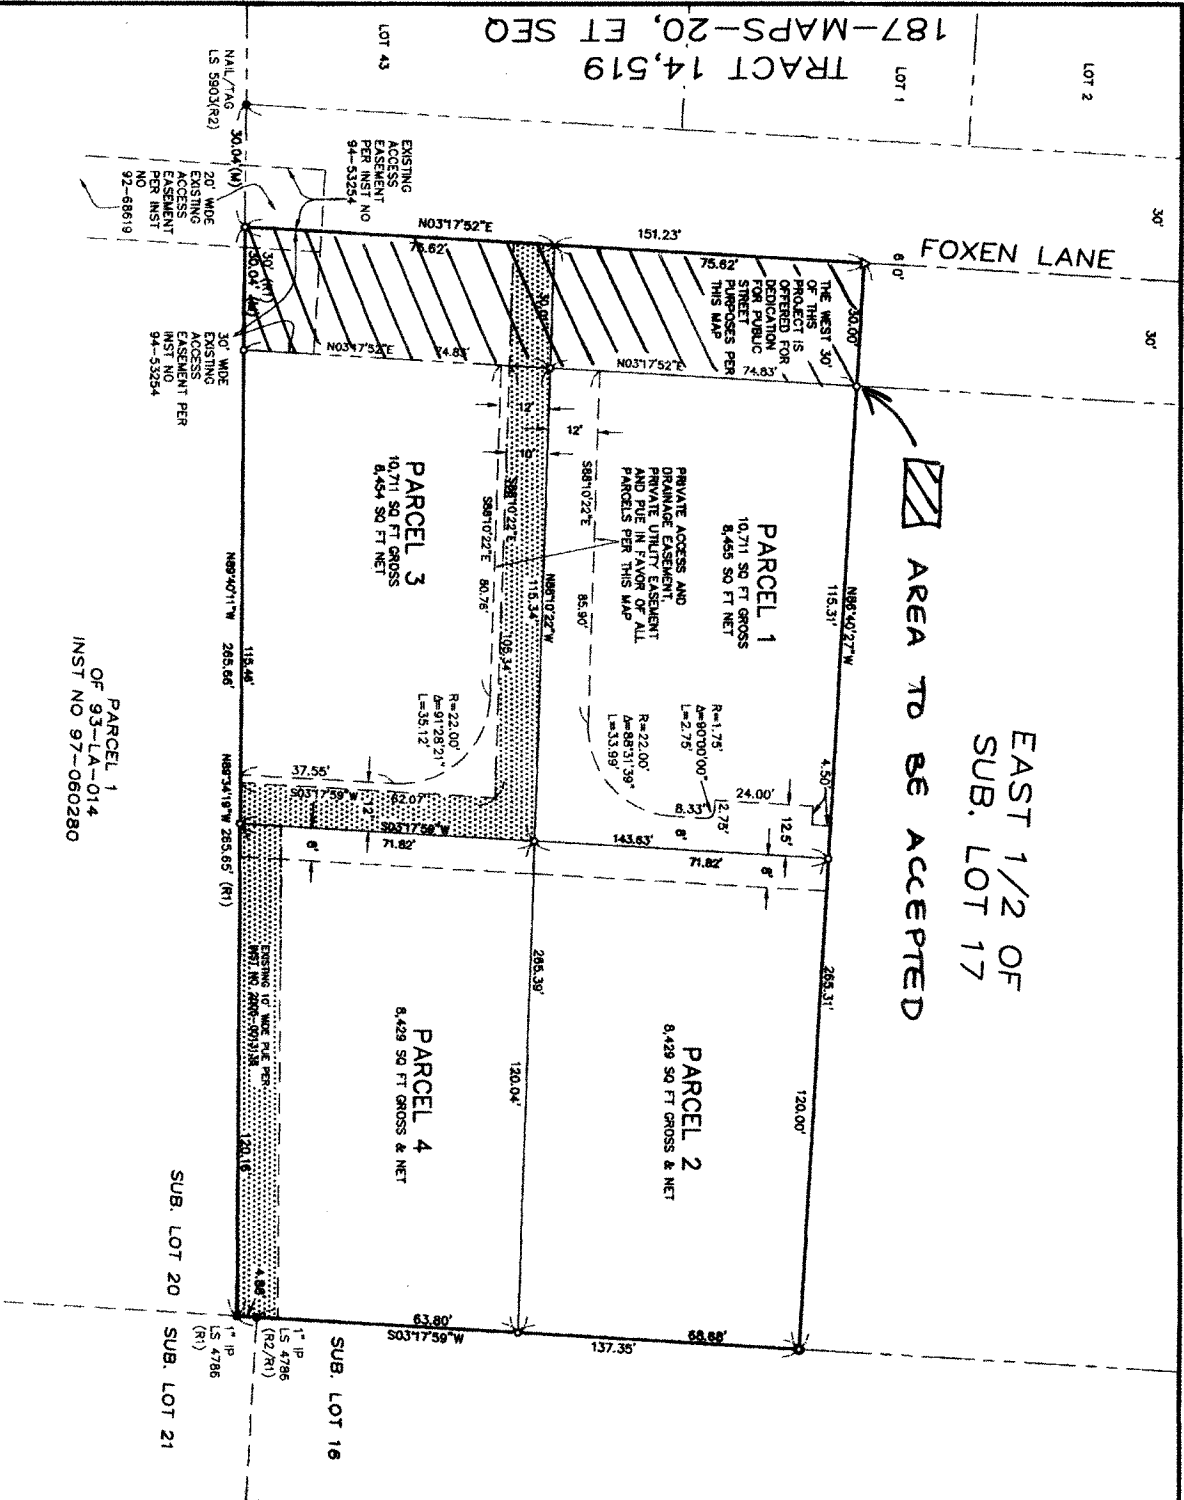 187-MAPS-20, ET SEQ
TRACT 14,519
LOT 43
LOT 1
LOT 2
30'
30'
FOXEN LANE
6.0'
NAIL/TAG
LS 5903(R2)
30.04'(M)
EXISTING
ACCESS
EASEMENT
PER INST NO
94-53254
20' WIDE
EXISTING
ACCESS
EASEMENT
PER INST
NO
92-68619
30' WIDE
EXISTING
ACCESS
EASEMENT PER
INST NO
94-53254
N03°17'52"E
75.62'
151.23'
75.62'
30.00'
THE WEST 30'
OF THIS
PROJECT IS
OFFERED FOR
DEDICATION
FOR PUBLIC
STREET
PURPOSES PER
THIS MAP
30.04' (M)
N03°17'52"E
74.83'
N03°17'52"E
74.83'
AREA TO BE ACCEPTED
EAST 1/2 OF
SUB. LOT 17
12'
12'
10'
PARCEL 1
10,711 SQ FT GROSS
8,455 SQ FT NET
PRIVATE ACCESS AND
DRAINAGE EASEMENT,
PRIVATE UTILITY EASEMENT
AND PUE IN FAVOR OF ALL
PARCELS PER THIS MAP
S88°10'22"E
85.90'
N86°40'27"W
115.31'
265.31'
120.00'
N88°10'22"W
115.34'
S88°10'22"E
105.34'
S88°10'22"E
80.76'
PARCEL 3
10,711 SQ FT GROSS
8,454 SQ FT NET
R=1.75'
Δ=90°00'00"
L=2.75'
R=22.00'
Δ=88°31'39"
L=33.99'
R=22.00'
Δ=91°28'21"
L=35.12'
4.50'
24.00'
12.75'
12.5'
8.33'
6'
8'
37.55'
S03°17'59"W
62.07'
12'
S03°17'59"W
71.82'
143.63'
71.82'
8'
N89°40'11"W
115.46'
265.66'
N89°34'19"W 265.65' (R1)
PARCEL 1
OF 93-LA-014
INST NO 97-060280
265.39'
120.04'
PARCEL 2
8,429 SQ FT GROSS & NET
PARCEL 4
8,429 SQ FT GROSS & NET
EXISTING 10' WIDE PUE PER
120.16'
4.86'
63.80'
S03°17'59"W
137.35'
68.68'
1" IP
LS 4786
(R2/R1)
1" IP
LS 4786
(R1)
SUB. LOT 16
SUB. LOT 20
SUB. LOT 21